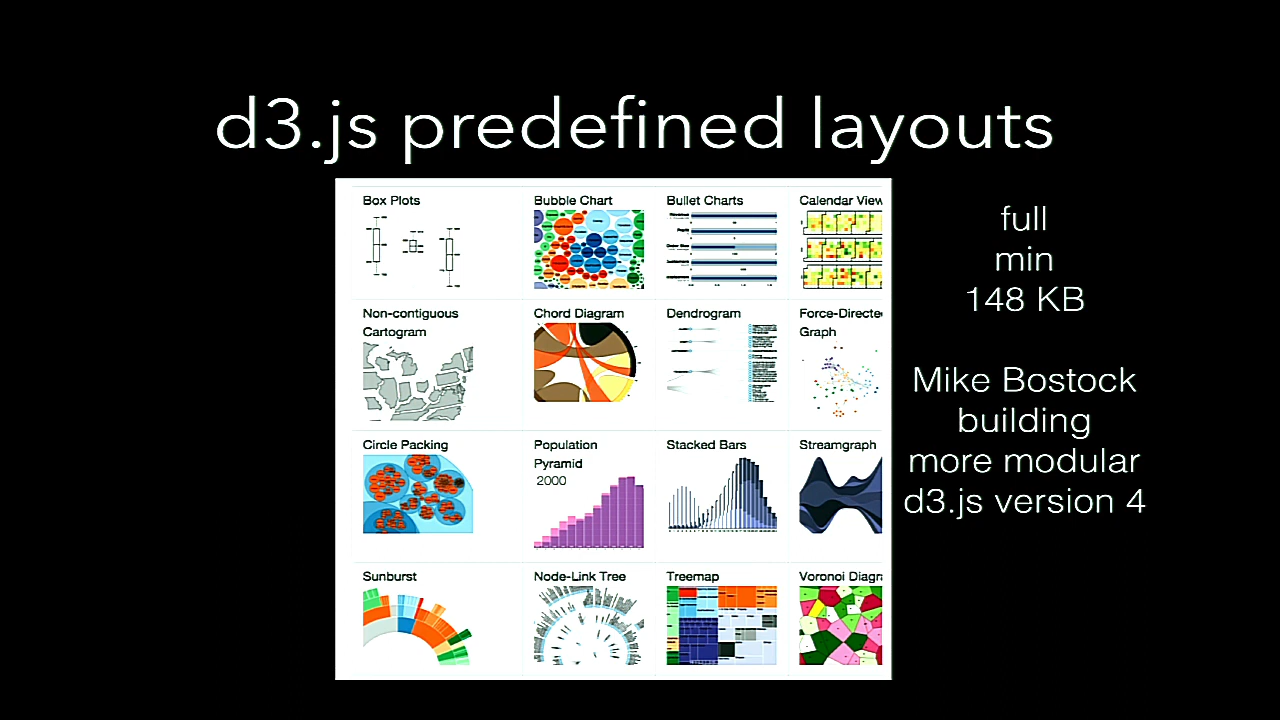 d3.js predefined layouts
Box Plots
Bubble Chart
Bullet Charts
Calendar View
full
min
148 KB
Non-contiguous
Cartogram
Chord Diagram
Dendrogram
Force-Directe
Graph
Mike Bostock
building
more modular
d3.js version 4
Circle Packing
Population
Pyramid
2000
Stacked Bars
Streamgraph
Sunburst
Node-Link Tree
Treemap
Voronoi Diagra